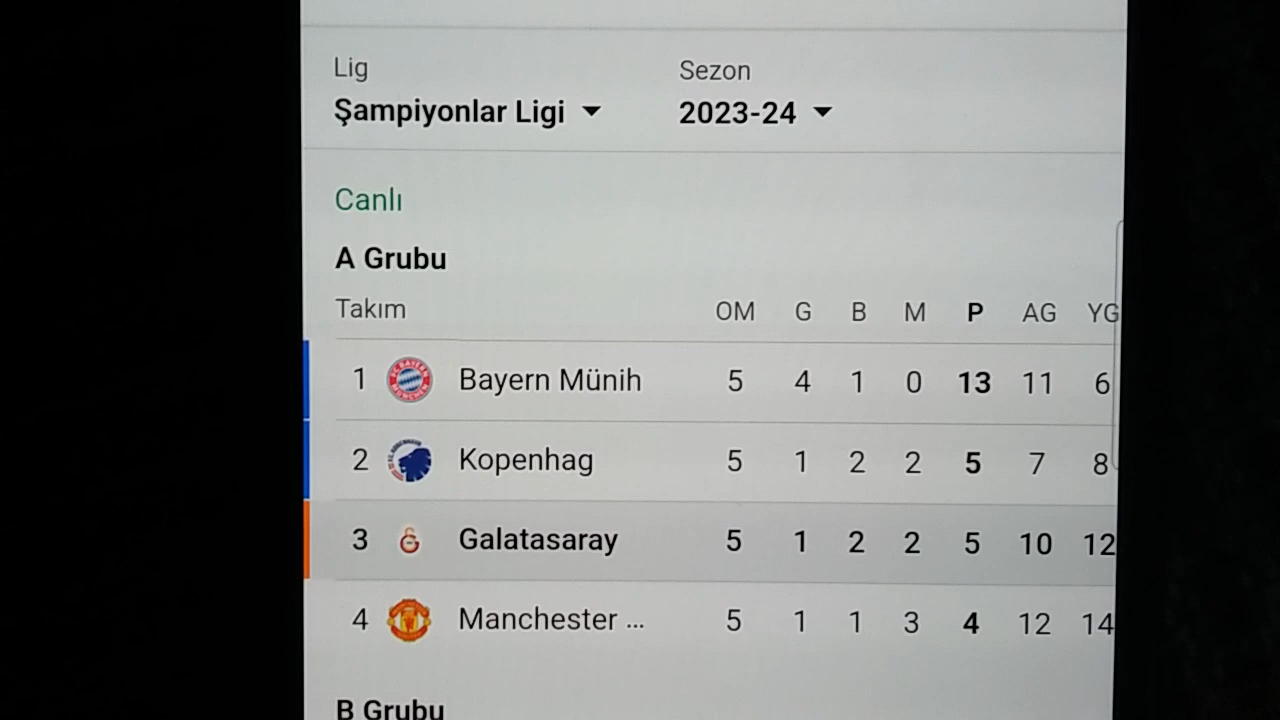 Lig Sezon
Şampiyonlar Ligi 2023-24
Canlı
A Grubu
Takım OM G B M P AG YG
1 Bayern Münih 5 4 1 0 13 11 6
2 Kopenhag 5 1 2 2 5 7 8
3 Galatasaray 5 1 2 2 5 10 12
4 Manchester ... 5 1 1 3 4 12 14
B Grubu